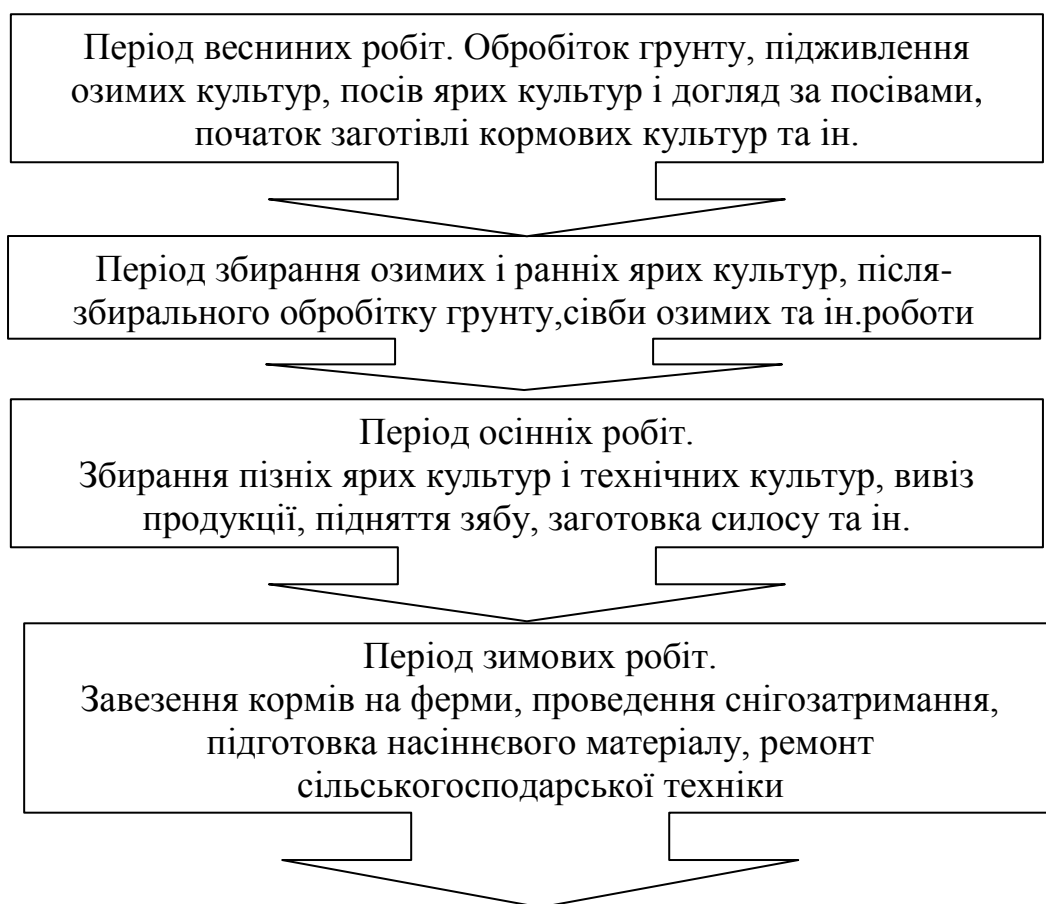 Період весниних робіт. Обробіток грунту, підживлення
озимих культур, посів ярих культур і догляд за посівами,
початок заготівлі кормових культур та ін.
Період збирання озимих і ранніх ярих культур, після-
збирального обробітку грунту,сівби озимих та ін.роботи
Період осінніх робіт.
Збирання пізніх ярих культур і технічних культур, вивіз
продукції, підняття зябу, заготовка силосу та ін.
Період зимових робіт.
Завезення кормів на ферми, проведення снігозатримання,
підготовка насіннєвого матеріалу, ремонт
сільськогосподарської техніки